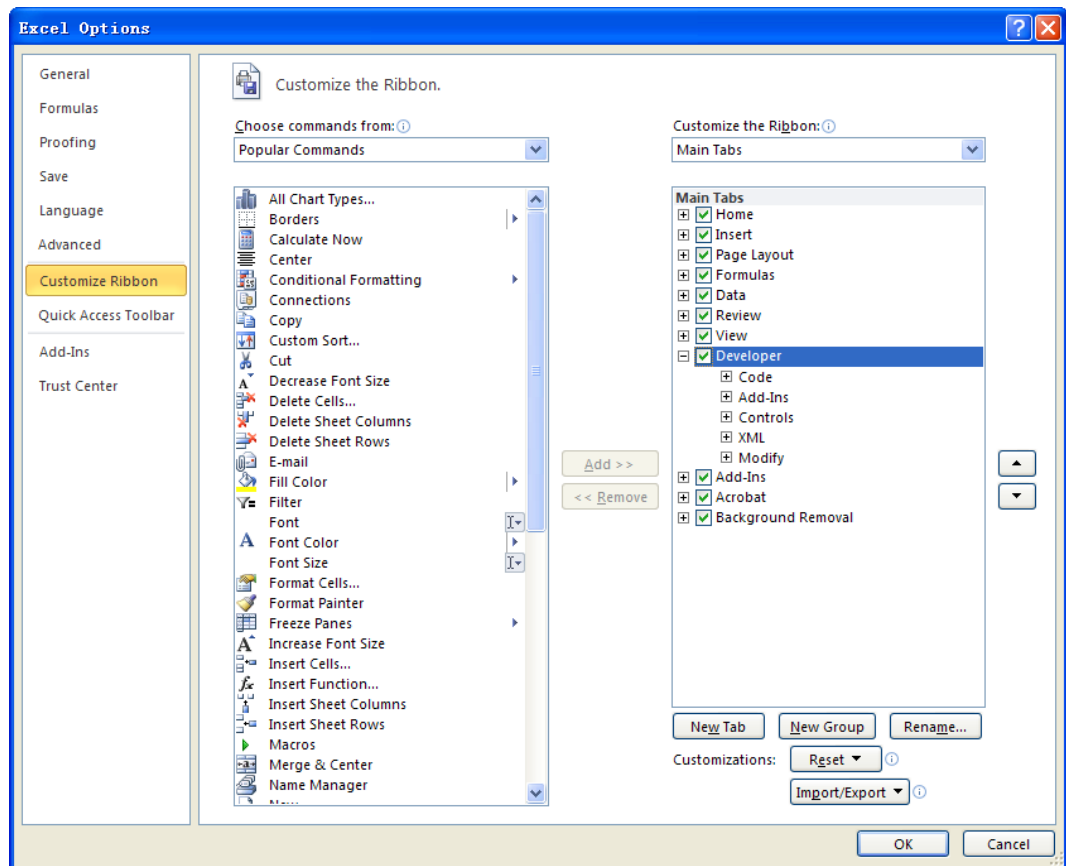 Excel Options
General
Formulas
Proofing
Save
Language
Advanced
Customize Ribbon
Quick Access Toolbar
Add-Ins
Trust Center
Customize the Ribbon.
Choose commands from:
Popular Commands
All Chart Types...
Borders
Calculate Now
Center
Conditional Formatting
Connections
Copy
Custom Sort...
Cut
Decrease Font Size
Delete Cells...
Delete Sheet Columns
Delete Sheet Rows
E-mail
Fill Color
Filter
Font
Font Color
Font Size
Format Cells...
Format Painter
Freeze Panes
Increase Font Size
Insert Cells...
Insert Function...
Insert Sheet Columns
Insert Sheet Rows
Macros
Merge & Center
Name Manager
Add >>
<< Remove
Customize the Ribbon:
Main Tabs
Main Tabs
Home
Insert
Page Layout
Formulas
Data
Review
View
Developer
Code
Add-Ins
Controls
XML
Modify
Add-Ins
Acrobat
Background Removal
New Tab New Group Rename...
Customizations: Reset
Import/Export
OK Cancel